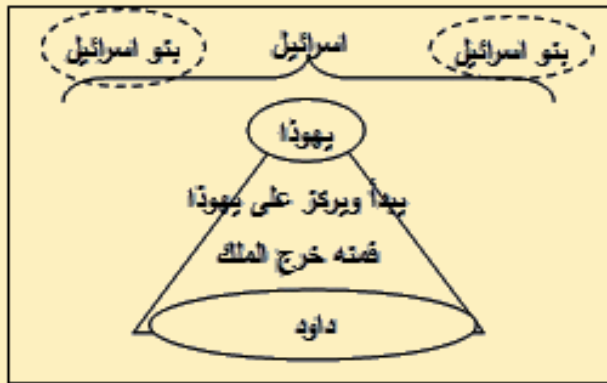 بنو اسرائيل اسرائيل بنو اسرائيل
يهوذا
يبدأ ويركز على يهوذا
فمنه خرج الملك
داود